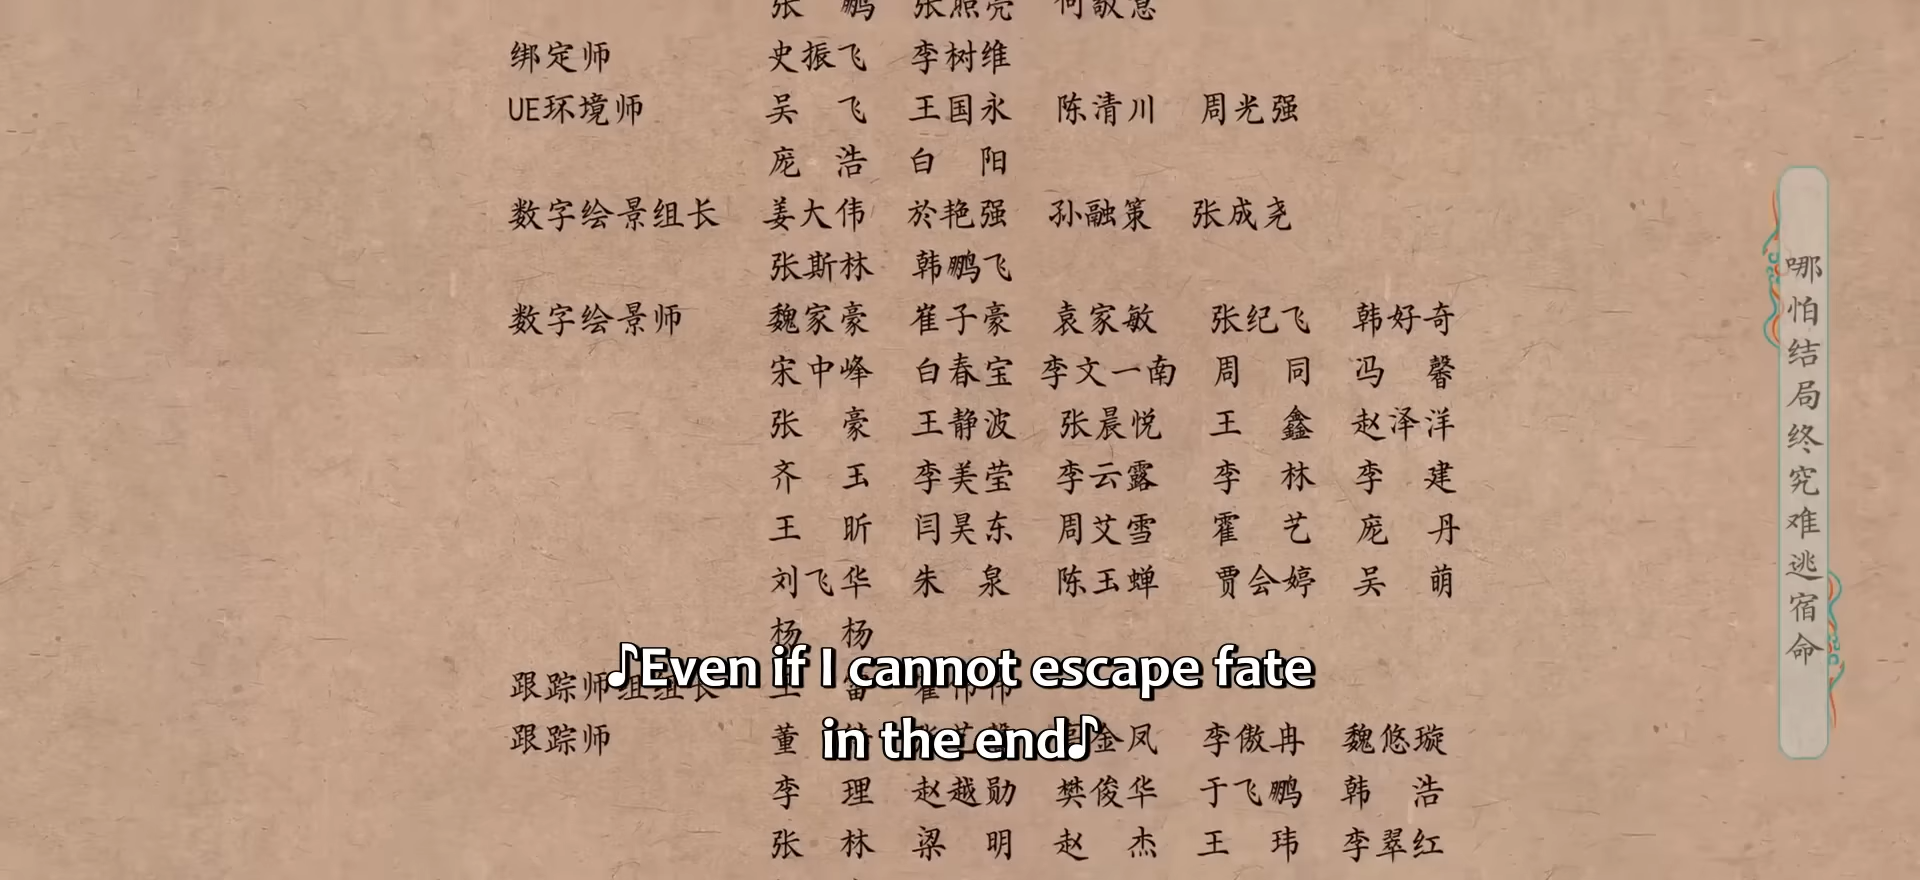 绑定师 史振飞 李树维
UE环境师 吴 飞 王国永 陈清川 周光强
庞 浩 白 阳
数字绘景组长 姜大伟 於艳强 孙融策 张成尧
张斯林 韩鹏飞
数字绘景师 魏家豪 崔子豪 袁家敏 张纪飞 韩好奇
宋中峰 白春宝 李文一南 周 同 冯 馨
张 豪 王静波 张晨悦 王 鑫 赵泽洋
齐 玉 李美莹 李云露 李 林 李 建
王 昕 闫昊东 周艾雪 霍 艺 庞 丹
刘飞华 朱 泉 陈玉蝉 贾会婷 吴 萌
杨 杨
♪Even if I cannot escape fate
in the end♪
跟踪师 董 金凤 李傲冉 魏悠璇
李 理 赵越勋 樊俊华 于飞鹏 韩 浩
张 林 梁 明 赵 杰 王 玮 李翠红
哪怕结局终究难逃宿命